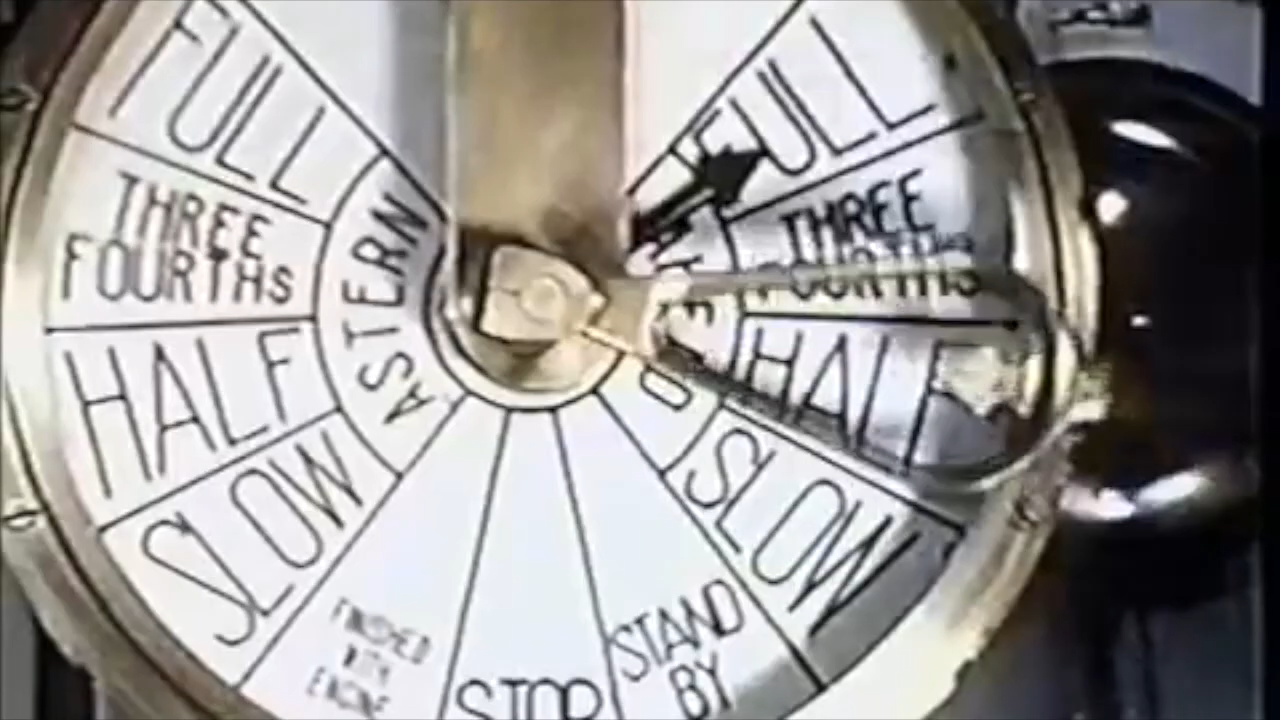 FULL
THREE
FOURTHS
HALF
SLOW
ASTERN
FINISHED
WITH
ENGINE
STOP
STAND
BY
SLOW
HALF
THREE
FOURTHS
FULL